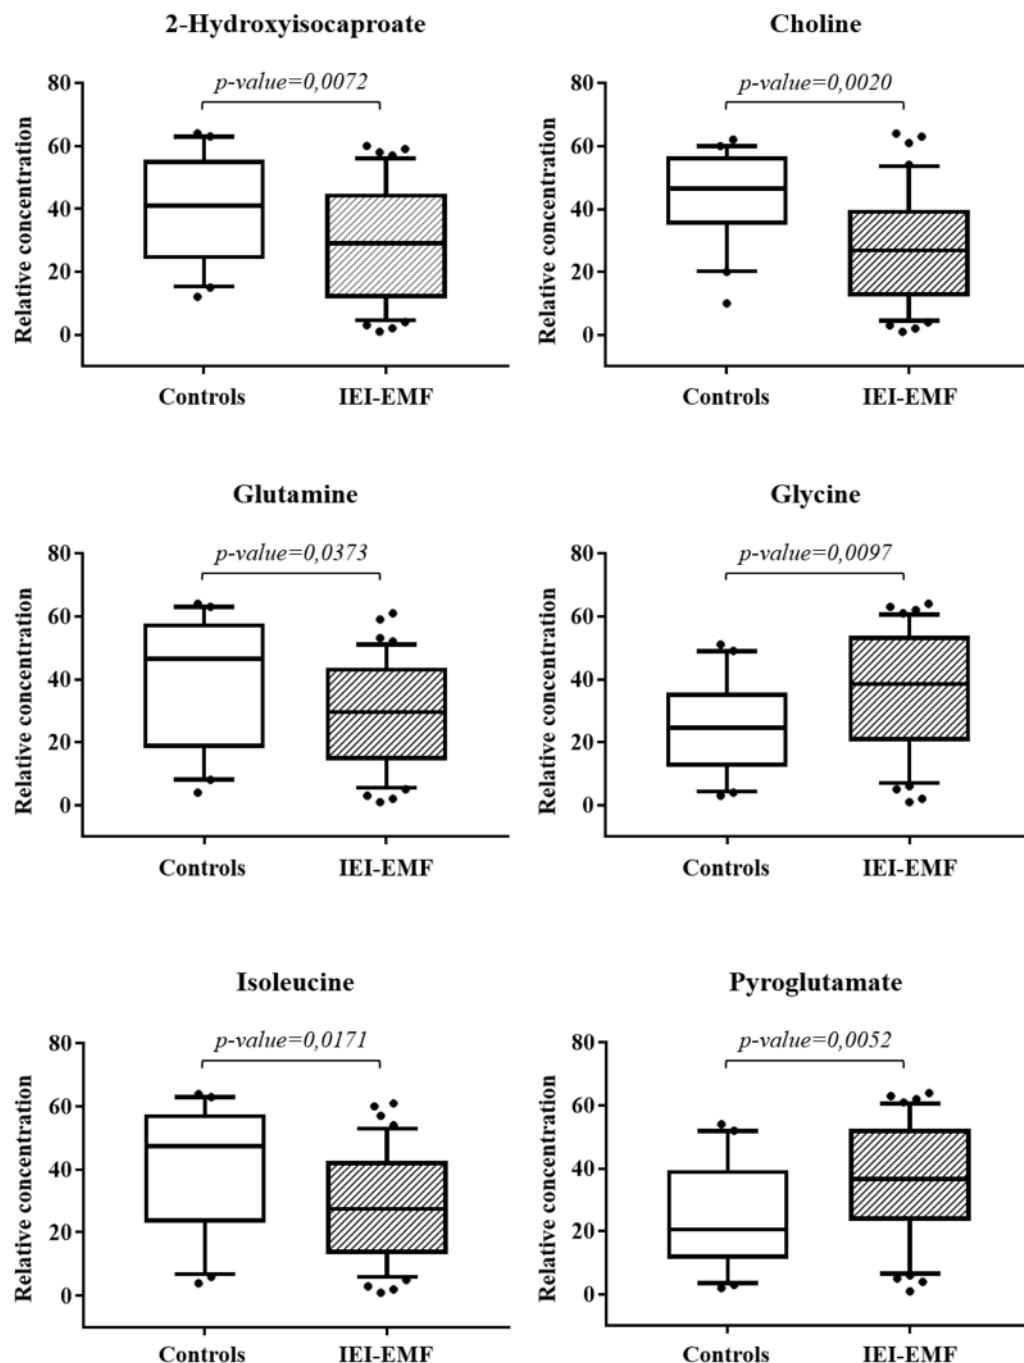 2-Hydroxyisocaproate
p-value=0,0072
Relative concentration
80
60
40
20
0
Controls
IEI-EMF
Choline
p-value=0,0020
Relative concentration
80
60
40
20
0
Controls
IEI-EMF
Glutamine
p-value=0,0373
Relative concentration
80
60
40
20
0
Controls
IEI-EMF
Glycine
p-value=0,0097
Relative concentration
80
60
40
20
0
Controls
IEI-EMF
Isoleucine
p-value=0,0171
Relative concentration
80
60
40
20
0
Controls
IEI-EMF
Pyroglutamate
p-value=0,0052
Relative concentration
80
60
40
20
0
Controls
IEI-EMF